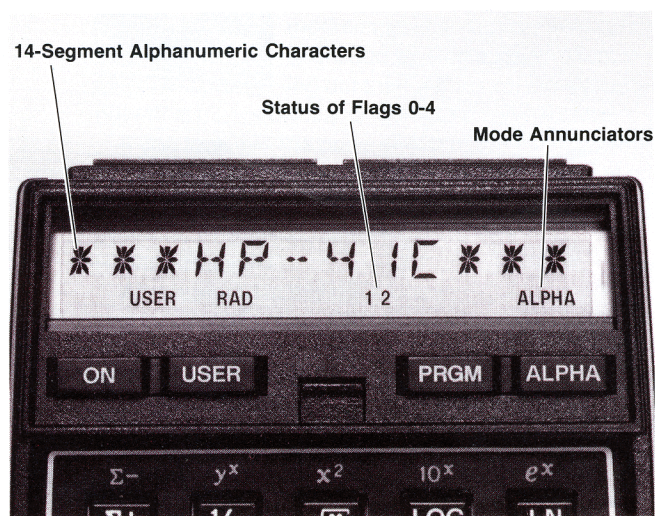 14-Segment Alphanumeric Characters
Status of Flags 0-4
Mode Annunciators
***HP-41C***
USER RAD 1 2 ALPHA
ON USER PRGM ALPHA
Σ− yˣ x² 10ˣ eˣ
Σ+ LOG LN